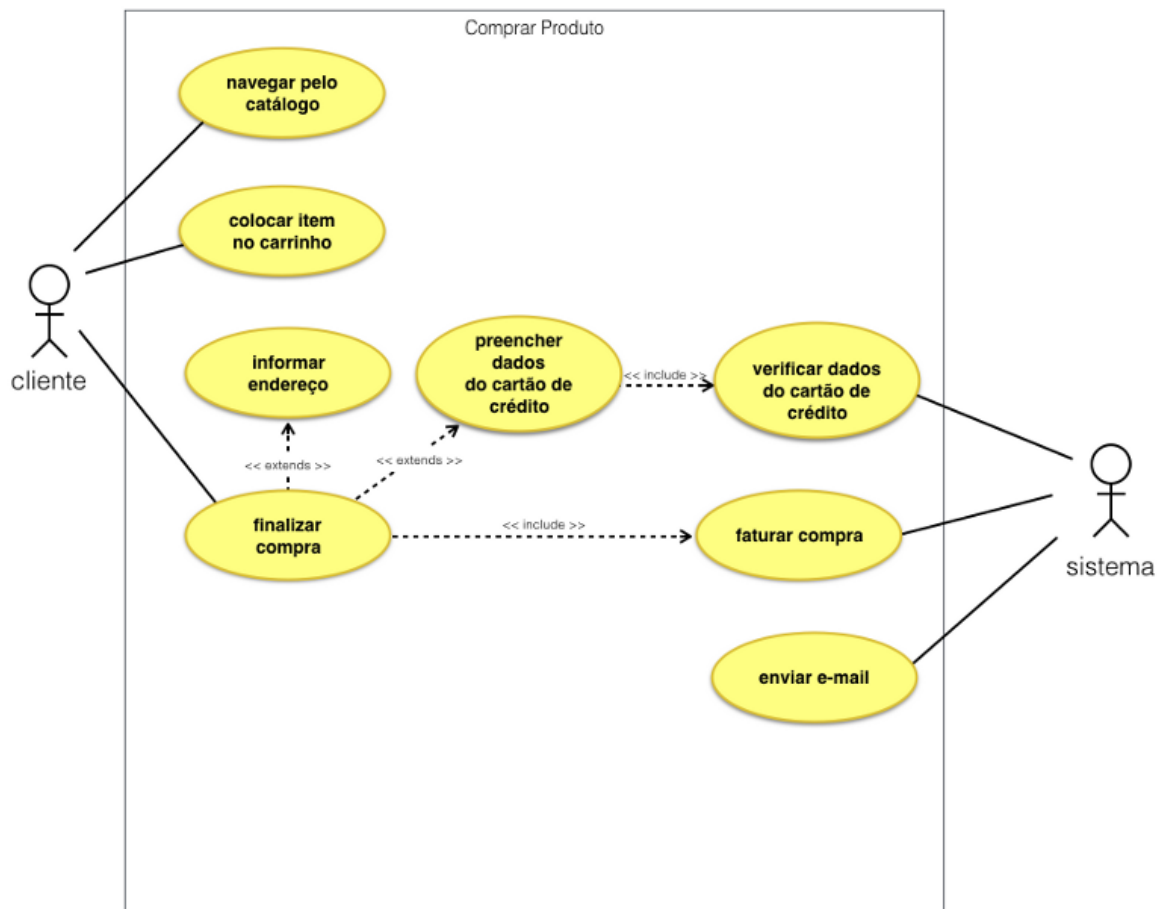 Comprar Produto
navegar pelo
catálogo
colocar item
no carrinho
cliente
informar
endereço
preencher
dados
do cartão de
crédito
<< include >>
verificar dados
do cartão de
crédito
<< extends >>
<< extends >>
finalizar
compra
<< include >>
faturar compra
sistema
enviar e-mail